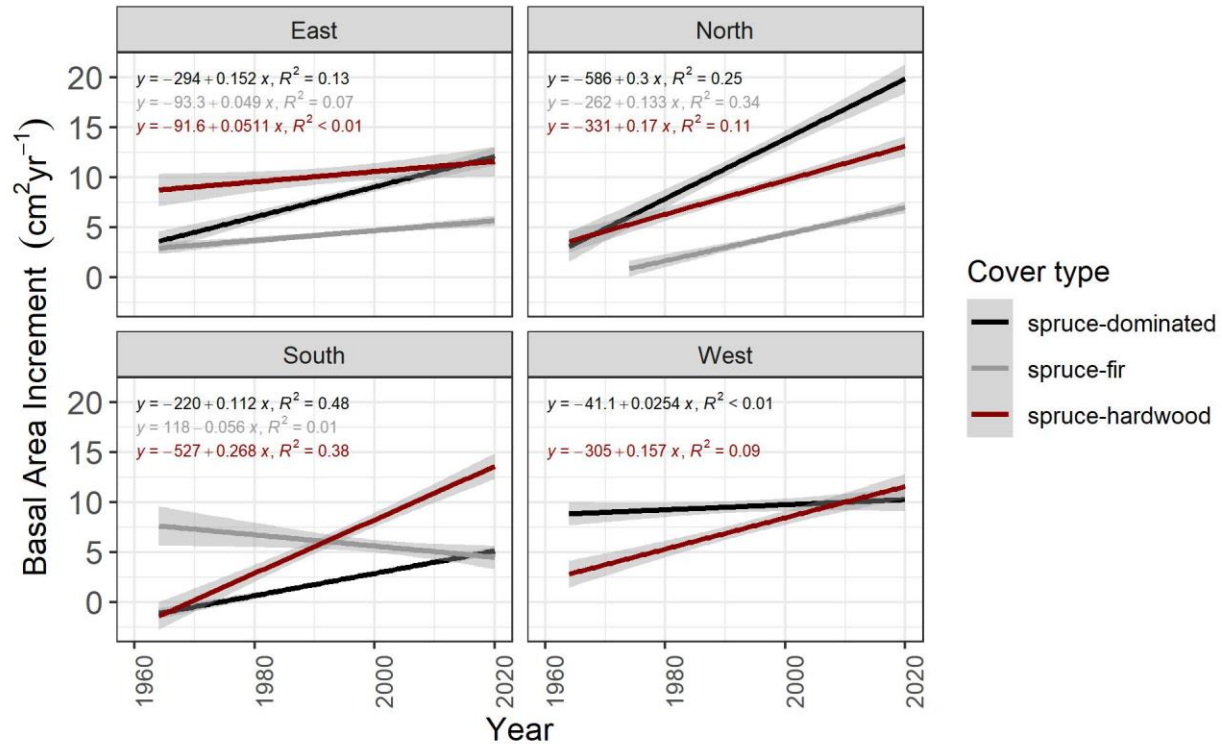 East
North
y = −294 + 0.152 x, R² = 0.13
y = −93.3 + 0.049 x, R² = 0.07
y = −91.6 + 0.0511 x, R² < 0.01
y = −586 + 0.3 x, R² = 0.25
y = −262 + 0.133 x, R² = 0.34
y = −331 + 0.17 x, R² = 0.11
20
15
10
5
0
South
West
y = −220 + 0.112 x, R² = 0.48
y = 118 − 0.056 x, R² = 0.01
y = −527 + 0.268 x, R² = 0.38
y = −41.1 + 0.0254 x, R² < 0.01
y = −305 + 0.157 x, R² = 0.09
20
15
10
5
0
1960
1980
2000
2020
1960
1980
2000
2020
Year
Basal Area Increment (cm²yr⁻¹)
Cover type
spruce-dominated
spruce-fir
spruce-hardwood